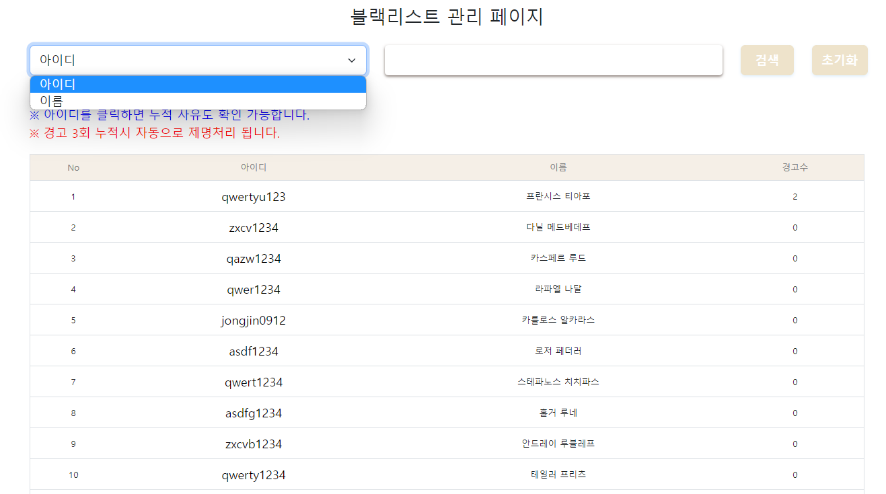 블랙리스트 관리 페이지
아이디 검색 초기화
아이디
이름
※ 아이디를 클릭하면 누적 사유도 확인 가능합니다.
※ 경고 3회 누적시 자동으로 제명처리 됩니다.
No 아이디 이름 경고수
1 qwertyu123 프란시스 티아포 2
2 zxcv1234 다닐 메드베데프 0
3 qazw1234 카스페르 루드 0
4 qwer1234 라파엘 나달 0
5 jongjin0912 카를로스 알카라스 0
6 asdf1234 로저 페더러 0
7 qwert1234 스테파노스 치치파스 0
8 asdfg1234 홀거 루네 0
9 zxcvb1234 안드레이 루블레프 0
10 qwerty1234 테일러 프리츠 0